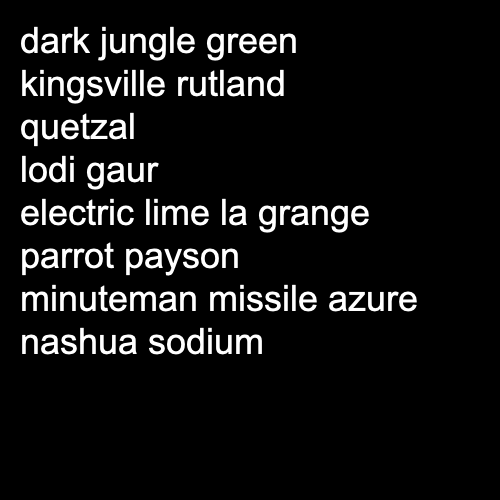 dark jungle green
kingsville rutland
quetzal
lodi gaur
electric lime la grange
parrot payson
minuteman missile azure
nashua sodium